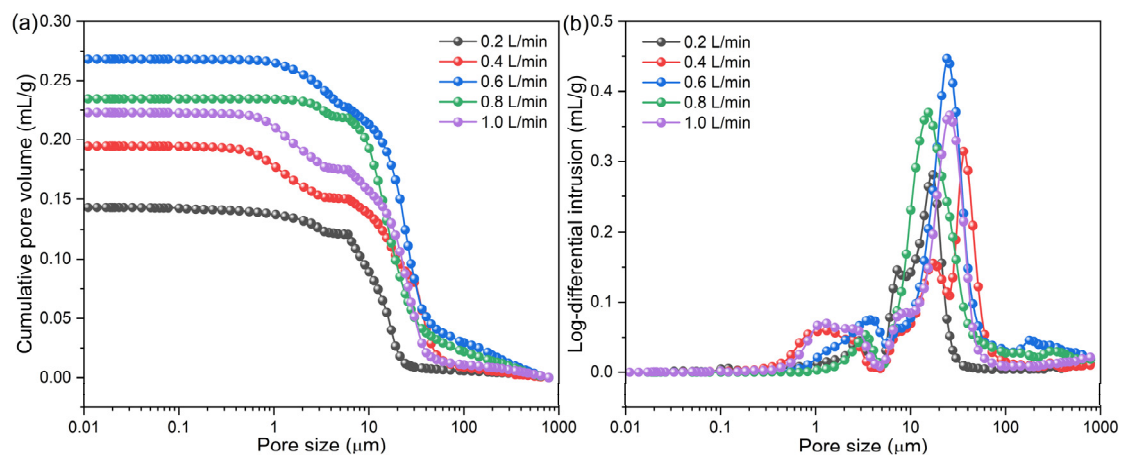 (a)
0.30
0.25
0.20
0.15
0.10
0.05
0.00
Cumulative pore volume (mL/g)
0.2 L/min
0.4 L/min
0.6 L/min
0.8 L/min
1.0 L/min
0.01 0.1 1 10 100 1000
Pore size (μm)
(b)
0.5
0.4
0.3
0.2
0.1
0.0
Log-differential intrusion (mL/g)
0.2 L/min
0.4 L/min
0.6 L/min
0.8 L/min
1.0 L/min
0.01 0.1 1 10 100 1000
Pore size (μm)